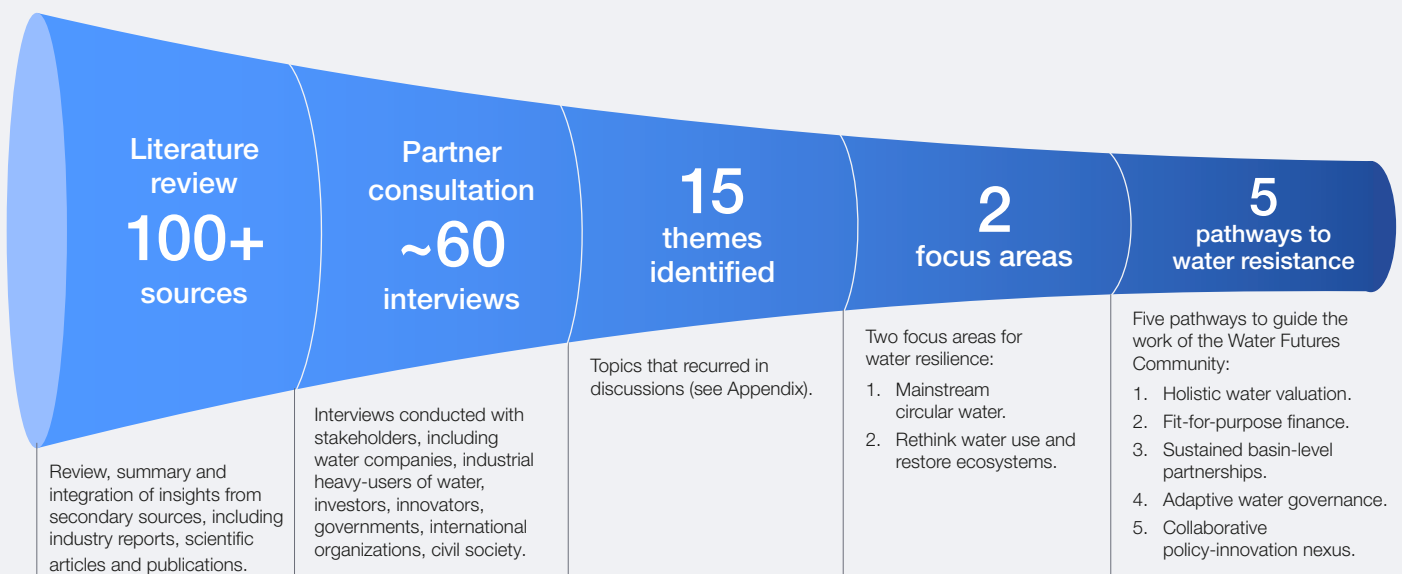 Literature
review
100+
sources
Partner
consultation
~60
interviews
15
themes
identified
2
focus areas
5
pathways to
water resistance
Review, summary and
integration of insights from
secondary sources, including
industry reports, scientific
articles and publications.
Interviews conducted with
stakeholders, including
water companies, industrial
heavy-users of water,
investors, innovators,
governments, international
organizations, civil society.
Topics that recurred in
discussions (see Appendix).
Two focus areas for
water resilience:
1. Mainstream
circular water.
2. Rethink water use and
restore ecosystems.
Five pathways to guide the
work of the Water Futures
Community:
1. Holistic water valuation.
2. Fit-for-purpose finance.
3. Sustained basin-level
partnerships.
4. Adaptive water governance.
5. Collaborative
policy-innovation nexus.